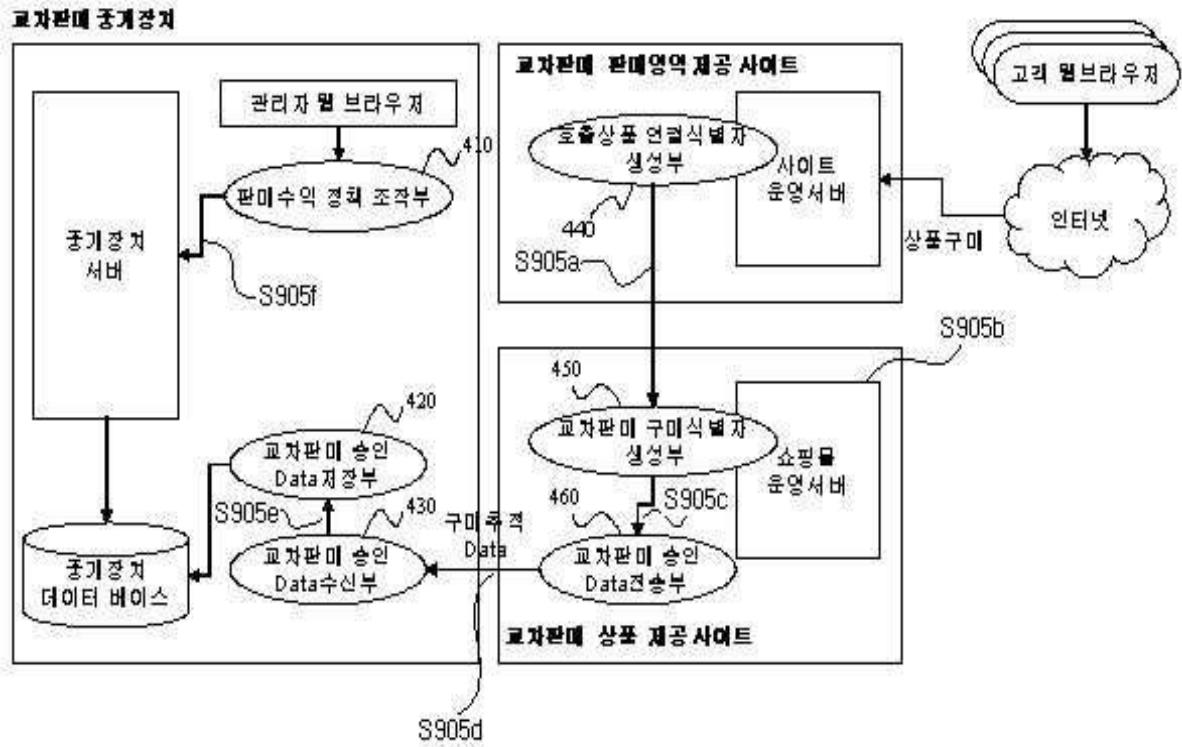 교차판매 중개장치
관리자 웹 브라우저
410
판매수익 정책 조작부
중개장치
서버
S905f
420
교차판매 승인
Data저장부
S905e
430
교차판매 승인
Data수신부
중개장치
데이터 베이스
교차판매 판매영역 제공 사이트
호출상품 연결식별자
생성부
사이트
운영서버
440
S905a
고객 웹브라우저
인터넷
상품구매
S905b
450
교차판매 구매식별자
생성부
쇼핑몰
운영서버
460
S905c
구매추적
Data
교차판매 승인
Data전송부
교차판매 상품 제공 사이트
S905d